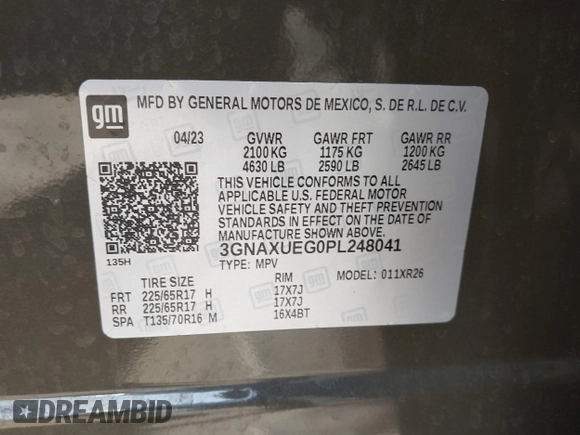 gm
MFD BY GENERAL MOTORS DE MEXICO, S. DE R.L. DE C.V.
04/23 GVWR GAWR FRT GAWR RR
2100 KG 1175 KG 1200 KG
4630 LB 2590 LB 2645 LB
THIS VEHICLE CONFORMS TO ALL
APPLICABLE U.S. FEDERAL MOTOR
VEHICLE SAFETY AND THEFT PREVENTION
STANDARDS IN EFFECT ON THE DATE OF
MANUFACTURE SHOWN ABOVE.
135H
3GNAXUEG0PL248041
TYPE: MPV MODEL: 011XR26
TIRE SIZE RIM
FRT 225/65R17 H 17X7J
RR 225/65R17 H 17X7J
SPA T135/70R16 M 16X4BT
DREAMBID